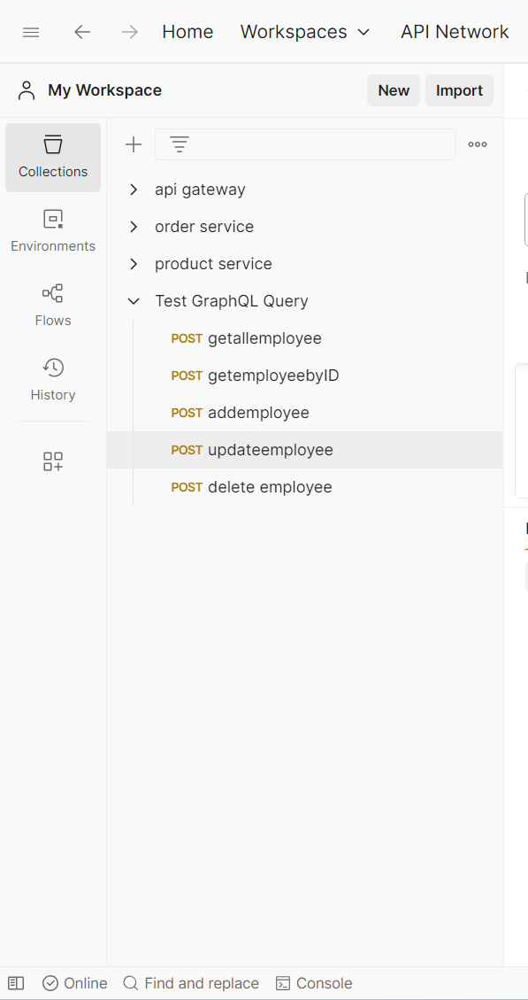 Home Workspaces API Network
My Workspace New Import
Collections
Environments
Flows
History
api gateway
order service
product service
Test GraphQL Query
POST getallemployee
POST getemployeebyID
POST addemployee
POST updateemployee
POST delete employee
Online Find and replace Console